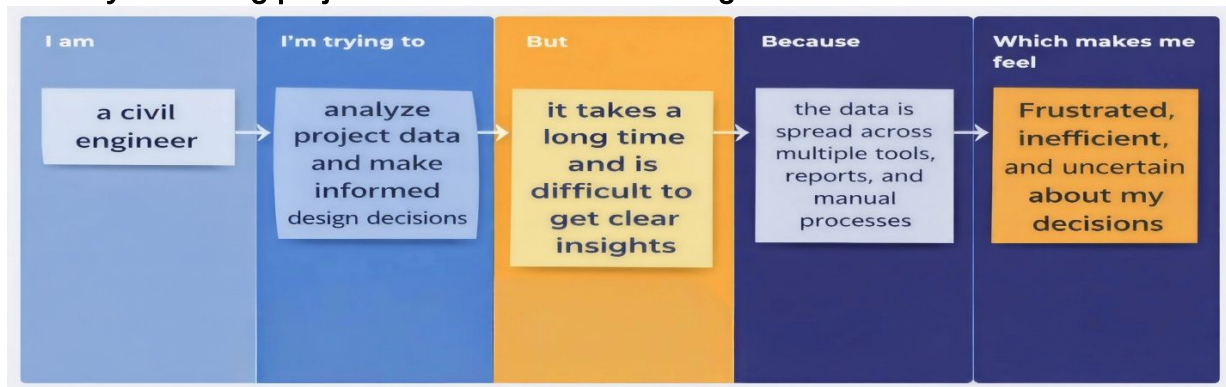 I am
a civil
engineer
I'm trying to
analyze
project data
and make
informed
design decisions
But
it takes a
long time
and is
difficult to
get clear
insights
Because
the data is
spread across
multiple tools,
reports, and
manual
processes
Which makes me
feel
Frustrated,
inefficient,
and uncertain
about my
decisions